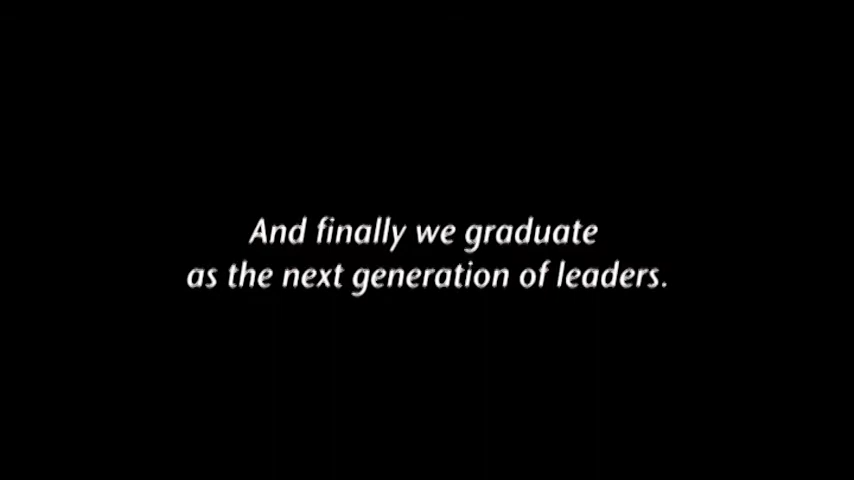 And finally we graduate
as the next generation of leaders.